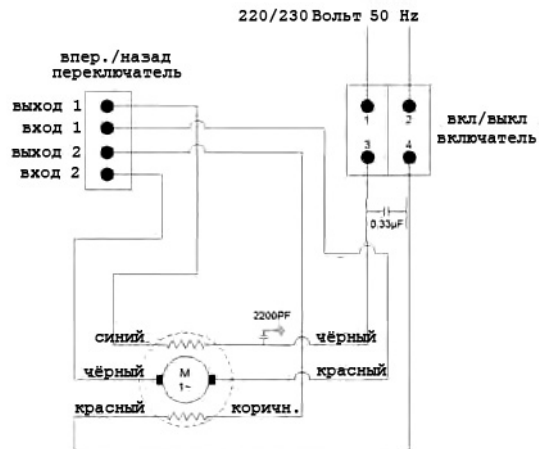 220/230 Вольт 50 Hz
впер./назад
переключатель
выход 1
вход 1
выход 2
вход 2
1
2
3
4
вкл/выкл
включатель
0,33µF
2200PF
синий
чёрный
чёрный
M
1~
красный
красный
коричн.